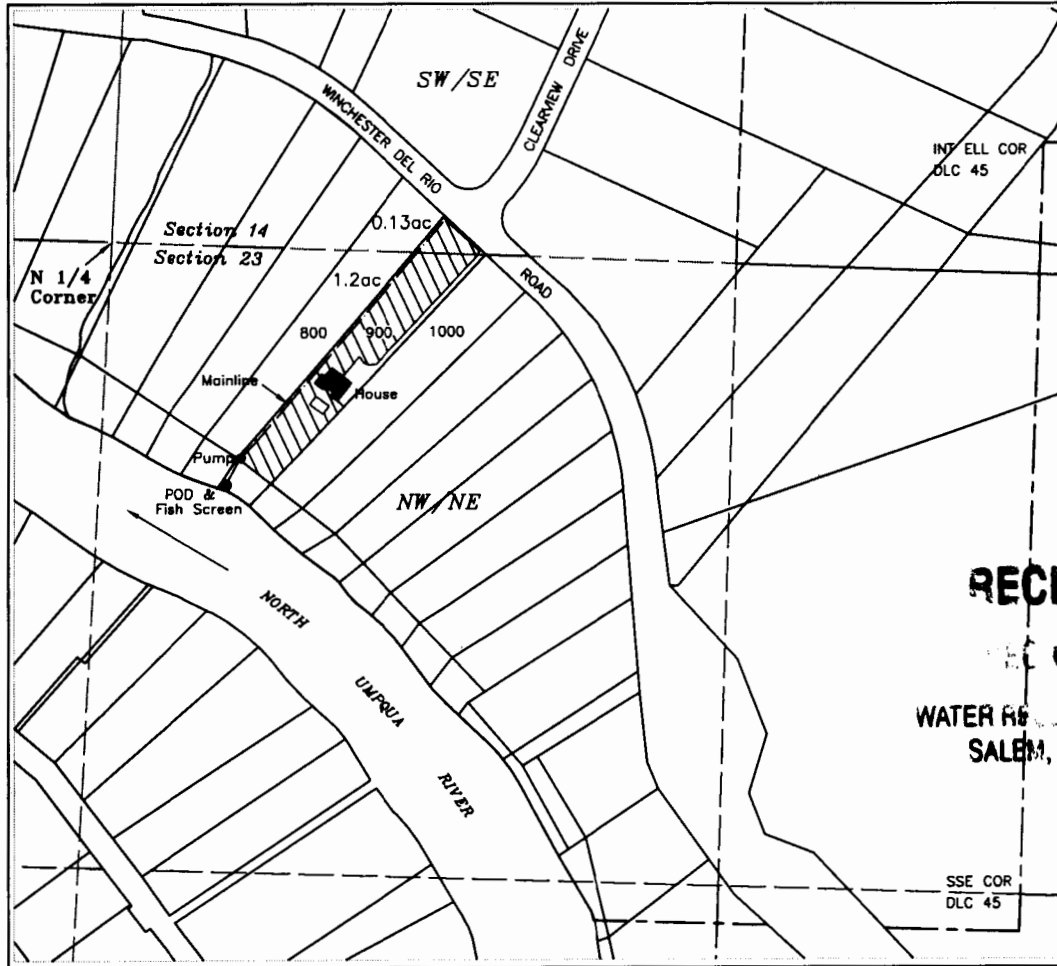 SW/SE
CLEARVIEW DRIVE
WINCHESTER DEL RIO
INT ELL COR
DLC 45
0.13ac
Section 14
Section 23
N 1/4
Corner
1.2ac
ROAD
800
900
1000
Mainline
House
Pump
POD &
Fish Screen
NW/NE
NORTH
UMPQUA
RIVER
WATER
SALEM,
SSE COR
DLC 45